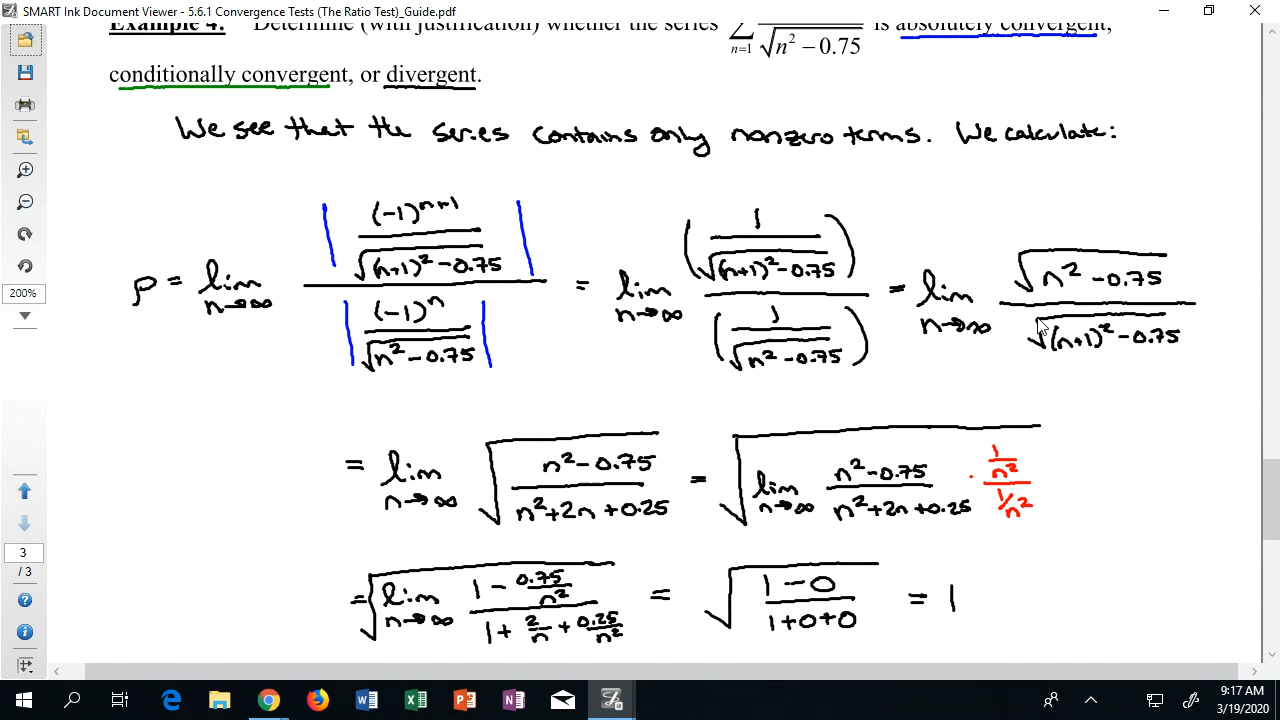 SMART Ink Document Viewer - 5.6.1 Convergence Tests (The Ratio Test)_Guide.pdf
Example 4: Determine (with justification) whether the series ∑ n=1 √(n² − 0.75) is absolutely convergent,
conditionally convergent, or divergent.
We see that the series contains only nonzero terms. We calculate:
ρ = lim n→∞ |(-1)^(n+1) / √((n+1)² - 0.75)| / |(-1)^n / √(n² - 0.75)| = lim n→∞ (1 / √((n+1)² - 0.75)) / (1 / √(n² - 0.75)) = lim n→∞ √(n² - 0.75) / √((n+1)² - 0.75)
= lim n→∞ √((n² - 0.75) / (n² + 2n + 0.25)) = √(lim n→∞ (n² - 0.75) / (n² + 2n + 0.25) · (1/n²) / (1/n²))
= √(lim n→∞ (1 - 0.75/n²) / (1 + 2/n + 0.25/n²)) = √((1 - 0) / (1 + 0 + 0)) = 1
200%
3
/ 3
9:17 AM
3/19/2020